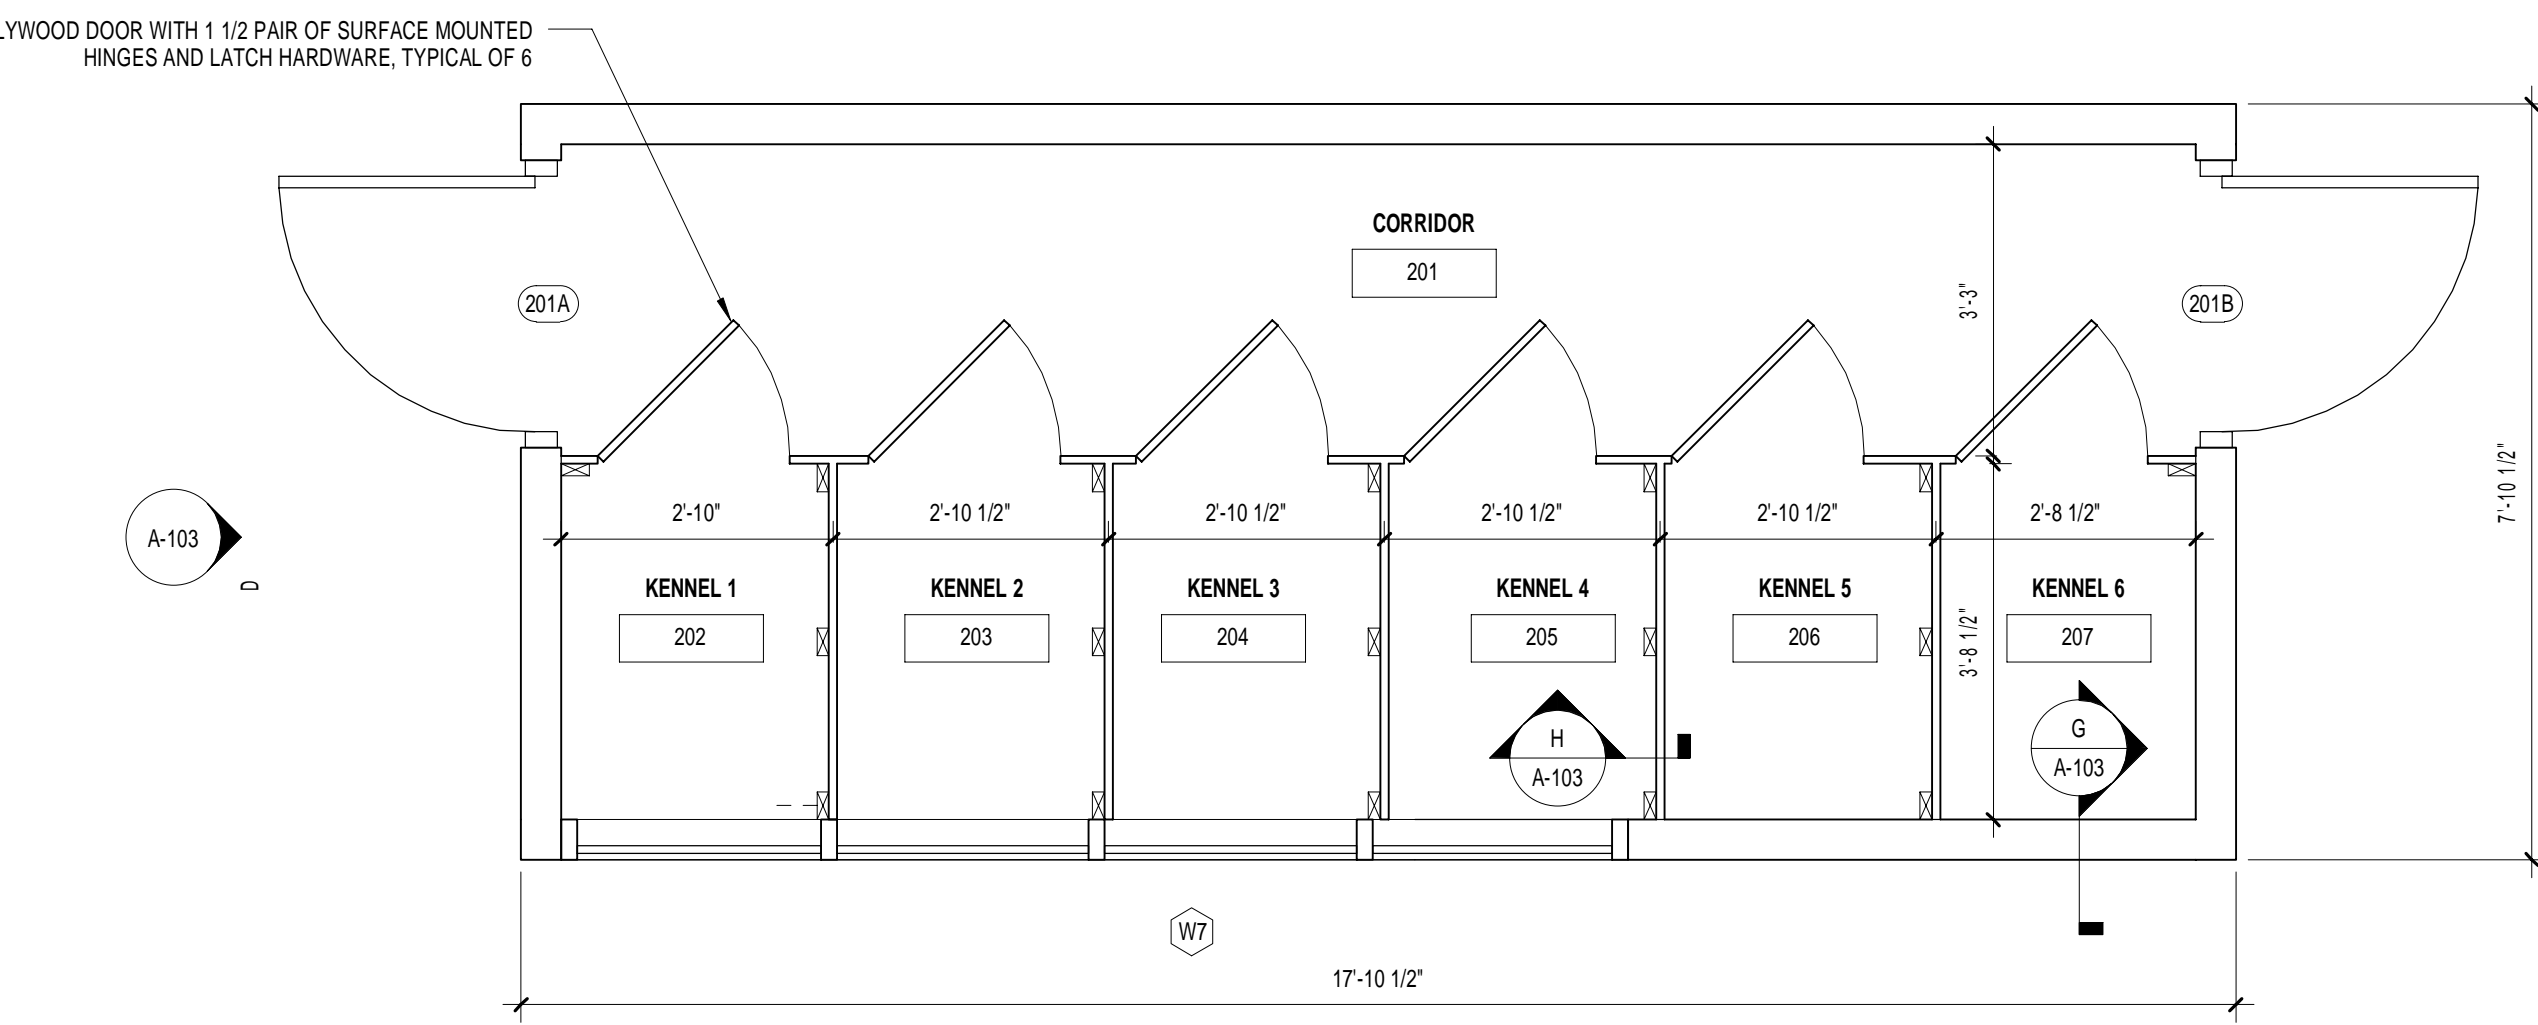 LYWOOD DOOR WITH 1 1/2 PAIR OF SURFACE MOUNTED
HINGES AND LATCH HARDWARE, TYPICAL OF 6
CORRIDOR
201
201A
201B
3'-3"
7'-10 1/2"
2'-10"
2'-10 1/2"
2'-10 1/2"
2'-10 1/2"
2'-10 1/2"
2'-8 1/2"
A-103
D
KENNEL 1
202
KENNEL 2
203
KENNEL 3
204
KENNEL 4
205
KENNEL 5
206
KENNEL 6
207
3'-8 1/2"
H
A-103
G
A-103
W7
17'-10 1/2"